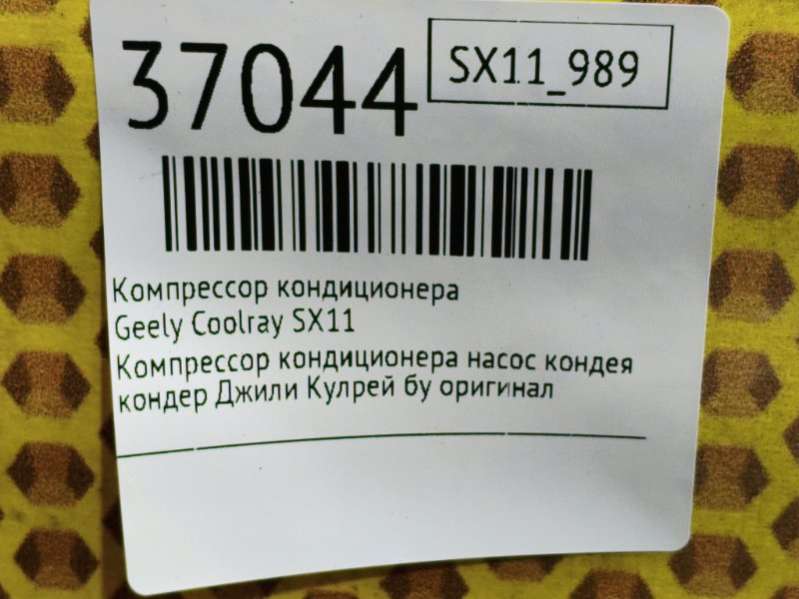 37044
SX11_989
Компрессор кондиционера
Geely Coolray SX11
Компрессор кондиционера насос кондея
кондер Джили Кулрей бу оригинал